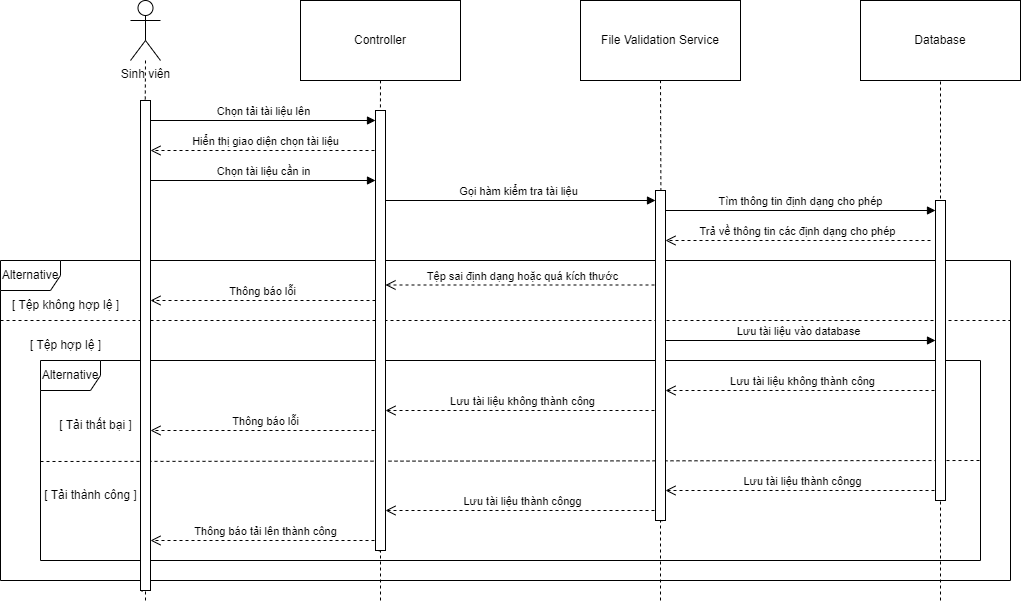 Controller
File Validation Service
Database
Sinh viên
Chọn tải tài liệu lên
Hiển thị giao diện chọn tài liệu
Chọn tài liệu cần in
Gọi hàm kiểm tra tài liệu
Tìm thông tin định dạng cho phép
Trả về thông tin các định dạng cho phép
Alternative
Tệp sai định dạng hoặc quá kích thước
Thông báo lỗi
[ Tệp không hợp lệ ]
Lưu tài liệu vào database
[ Tệp hợp lệ ]
Alternative
Lưu tài liệu không thành công
Lưu tài liệu không thành công
Thông báo lỗi
[ Tải thất bại ]
Lưu tài liệu thành côngg
[ Tải thành công ]
Lưu tài liệu thành côngg
Thông báo tải lên thành công